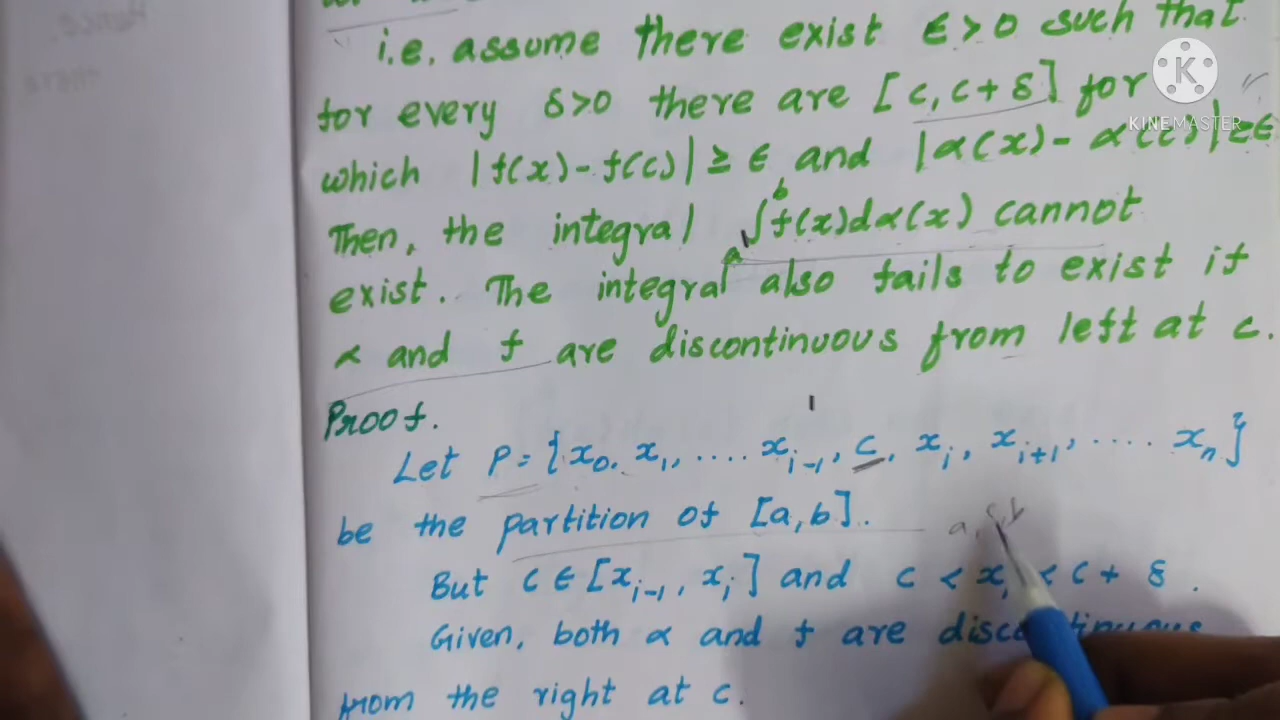 i.e. assume there exist ϵ > 0 such that
for every δ>0 there are [c, c+δ] for
which |f(x)-f(c)| ≥ ϵ, and |α(x)-α(c)| ≥ ϵ
Then, the integral ₐ∫ᵇ f(x)dα(x) cannot
exist. The integral also fails to exist if
α and f are discontinuous from left at c.
Proof.
Let P = {x₀, x₁, .... xᵢ₋₁, c, xᵢ, xᵢ₊₁, .... xₙ}
be the partition of [a,b]. a, c, b
But c ∈ [xᵢ₋₁, xᵢ] and c < xᵢ < c + δ.
Given, both α and f are discontinuous
from the right at c.
KINEMASTER
K